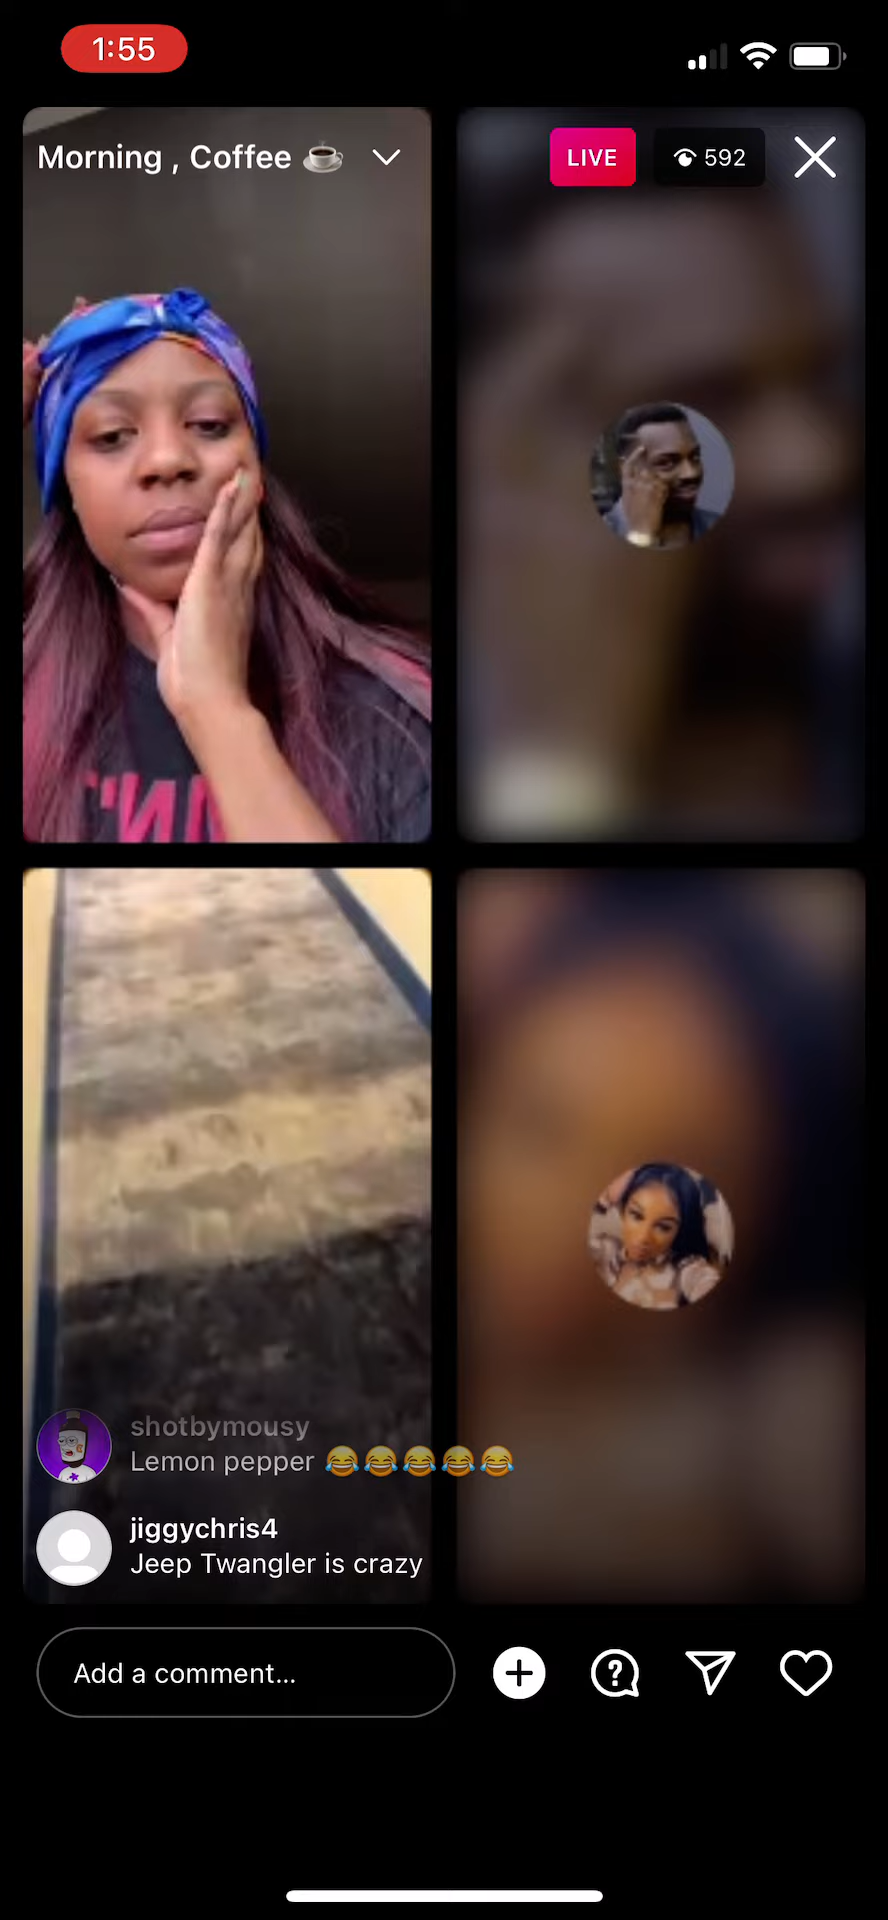 1:55
Morning , Coffee ☕
LIVE
592
shotbymousy
Lemon pepper 😂😂😂😂😂
jiggychris4
Jeep Twangler is crazy
Add a comment...